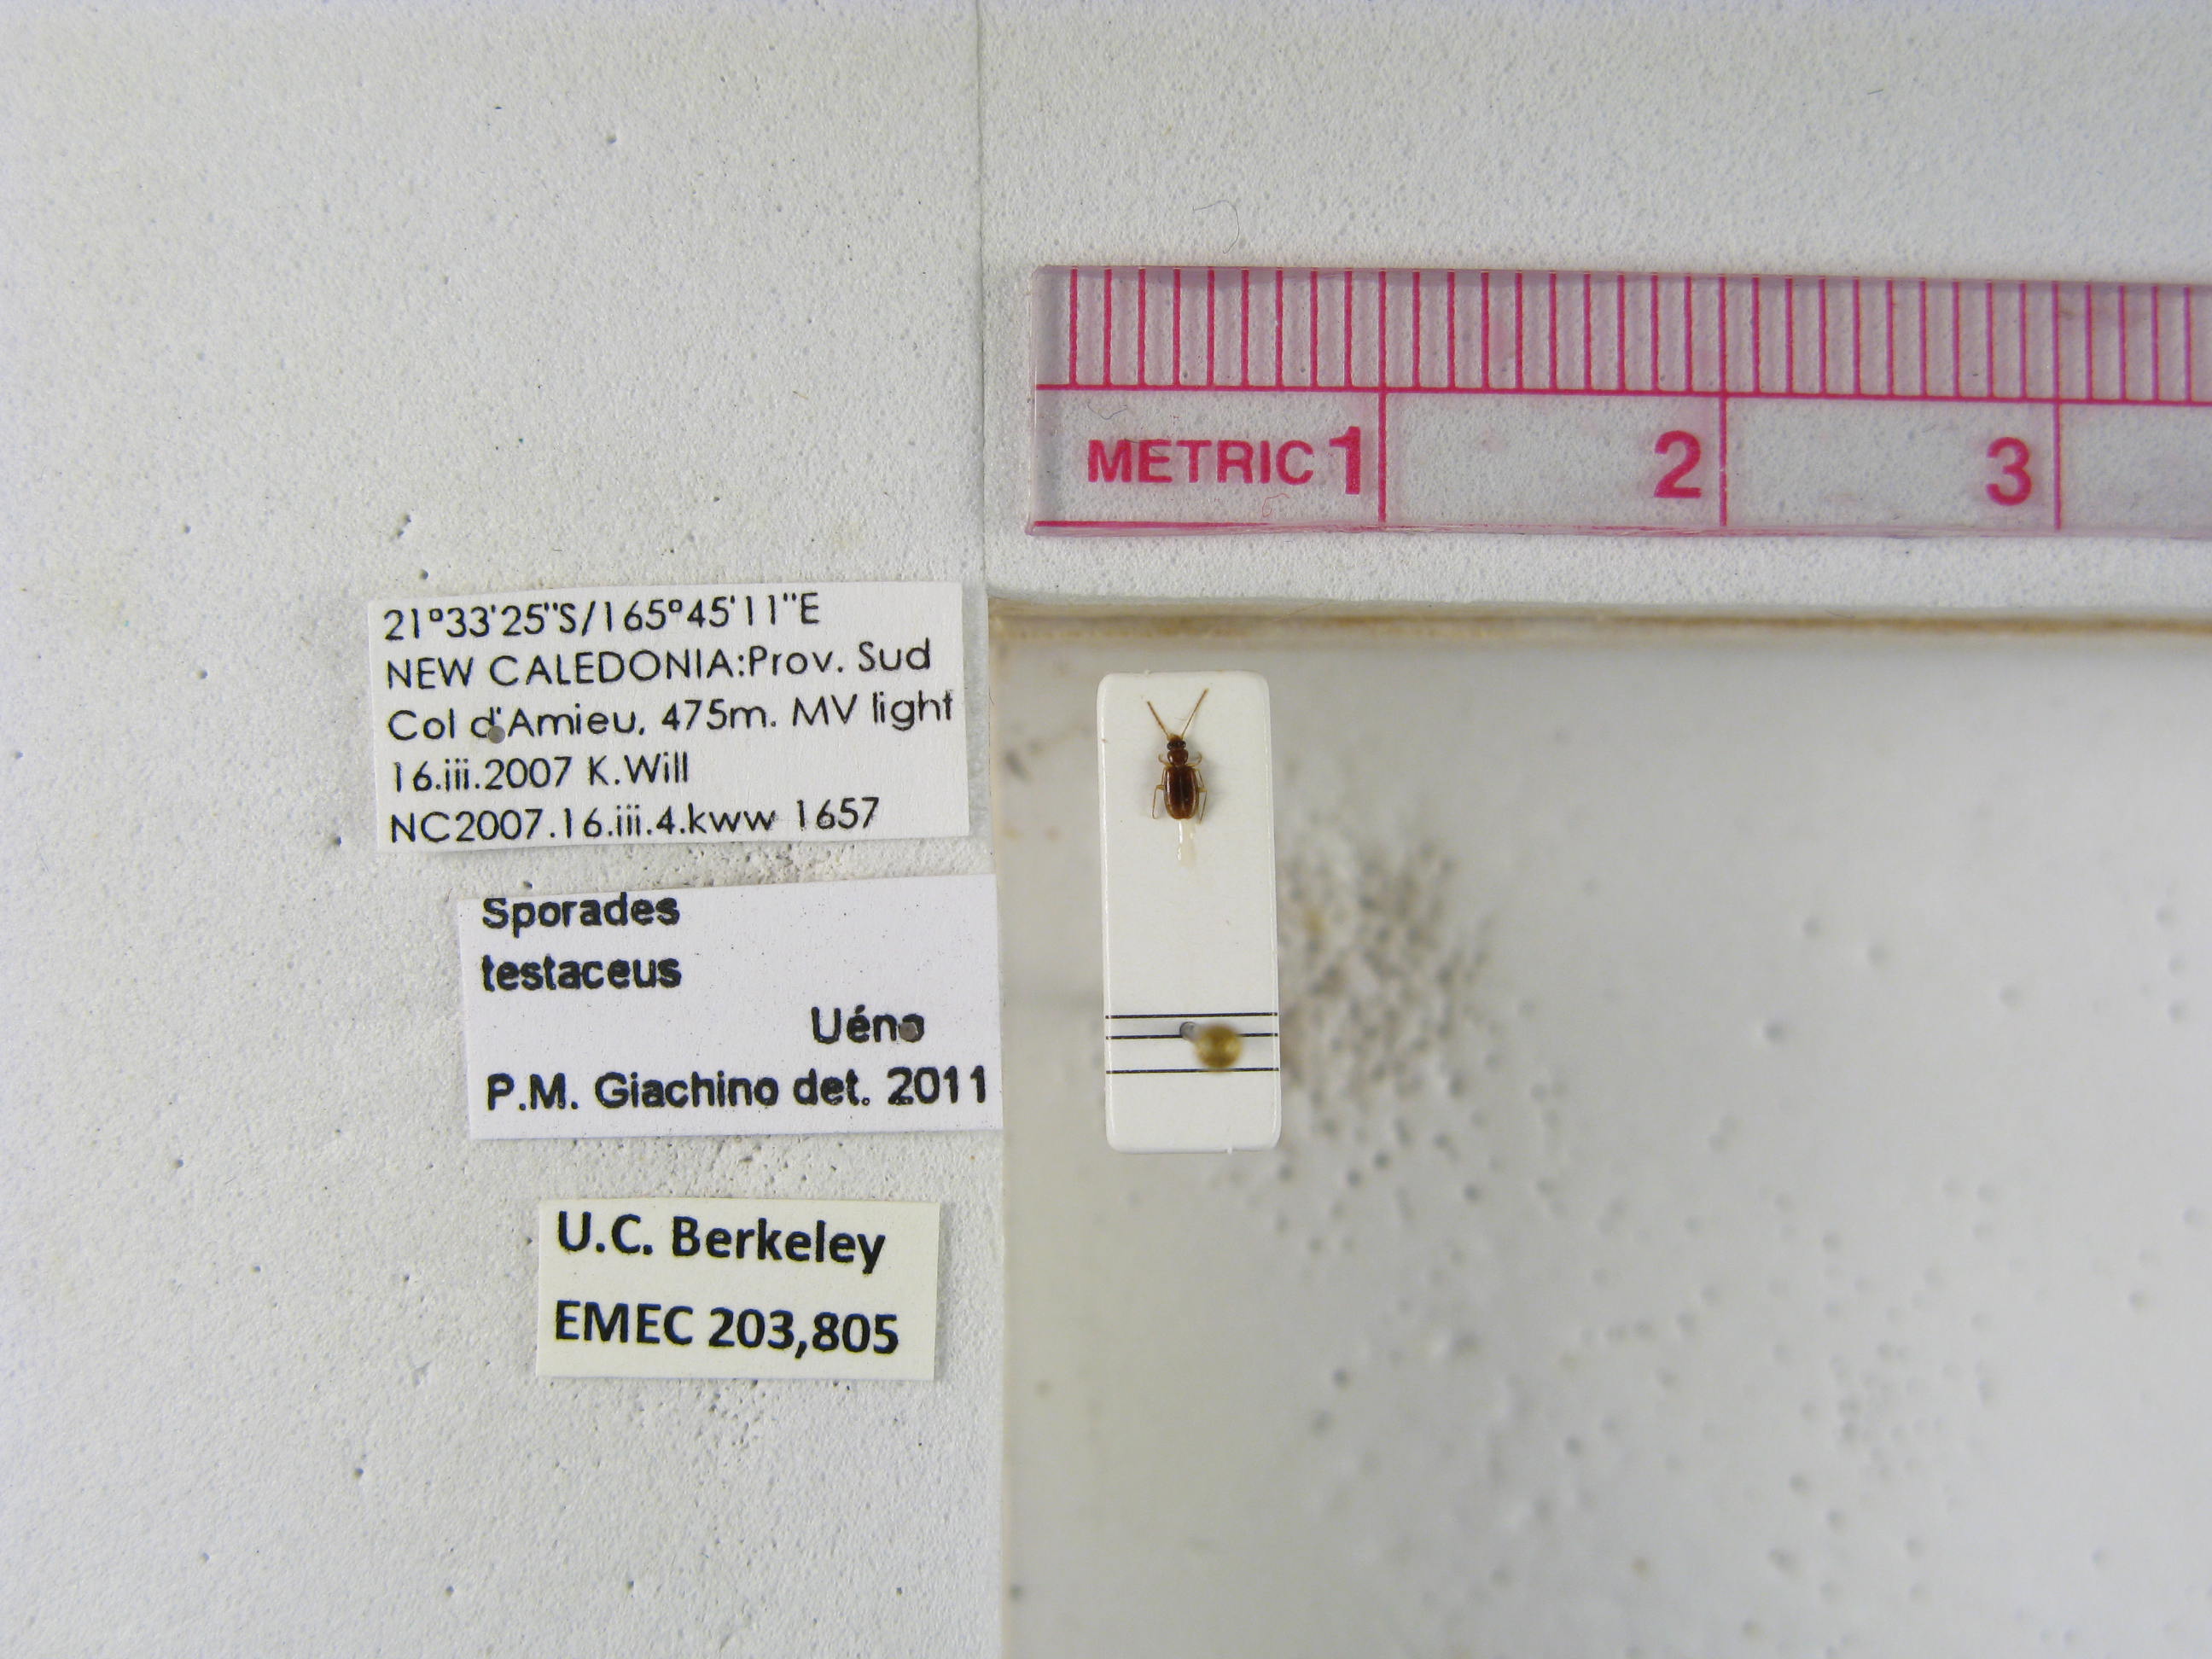 METRIC 1 2 3
21°33'25"S/165°45'11"E
NEW CALEDONIA:Prov. Sud
Col d'Amieu, 475m. MV light
16.iii.2007 K.Will
NC2007.16.iii.4.kww 1657
Sporades
testaceus
Uéno
P.M. Giachino det. 2011
U.C. Berkeley
EMEC 203,805